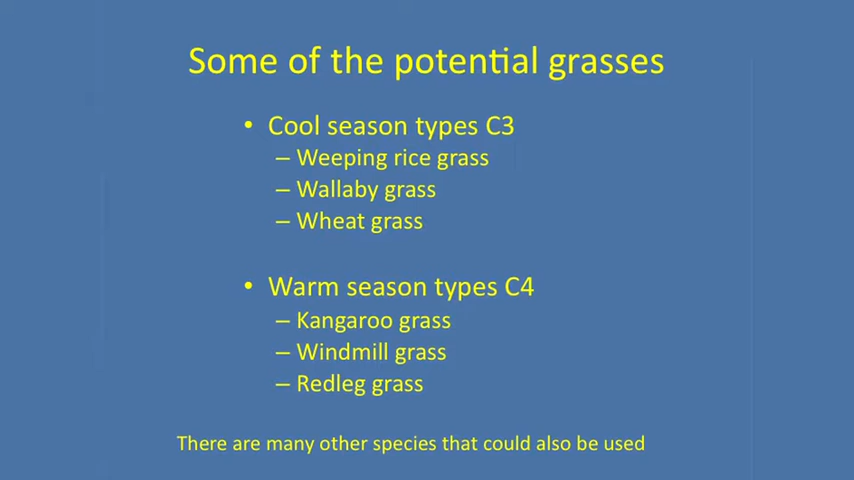 Some of the potential grasses
• Cool season types C3
– Weeping rice grass
– Wallaby grass
– Wheat grass
• Warm season types C4
– Kangaroo grass
– Windmill grass
– Redleg grass
There are many other species that could also be used